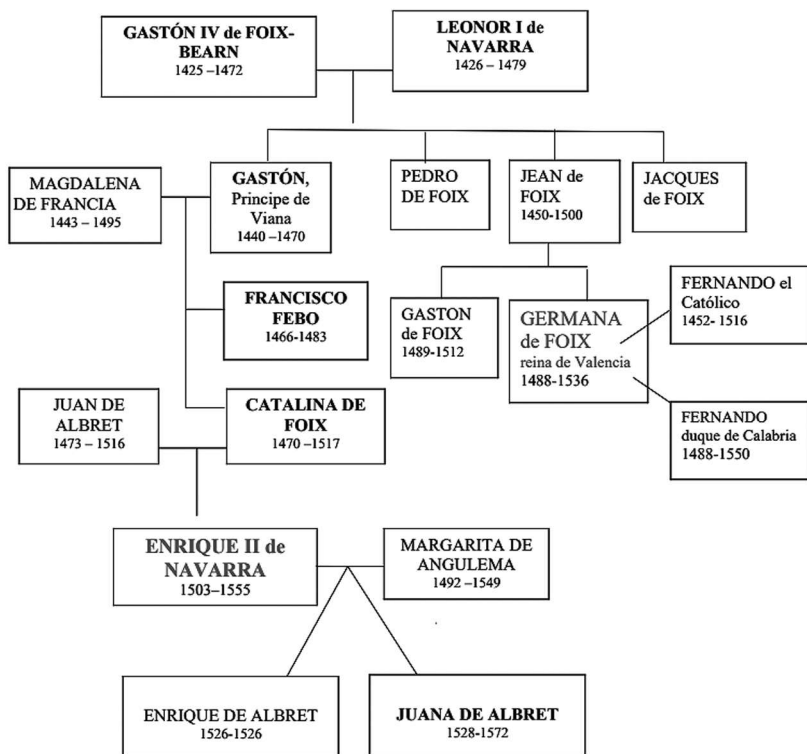 GASTÓN IV de FOIX-
BEARN
1425 –1472
LEONOR I de
NAVARRA
1426 – 1479
MAGDALENA
DE FRANCIA
1443 – 1495
GASTÓN,
Principe de
Viana
1440 –1470
PEDRO
DE FOIX
JEAN de
FOIX
1450-1500
JACQUES
de FOIX
FRANCISCO
FEBO
1466-1483
GASTON
de FOIX
1489-1512
GERMANA
de FOIX
reina de Valencia
1488-1536
FERNANDO el
Católico
1452- 1516
JUAN DE
ALBRET
1473 – 1516
CATALINA DE
FOIX
1470 –1517
FERNANDO
duque de Calabria
1488-1550
ENRIQUE II de
NAVARRA
1503–1555
MARGARITA DE
ANGULEMA
1492 –1549
ENRIQUE DE ALBRET
1526-1526
JUANA DE ALBRET
1528-1572